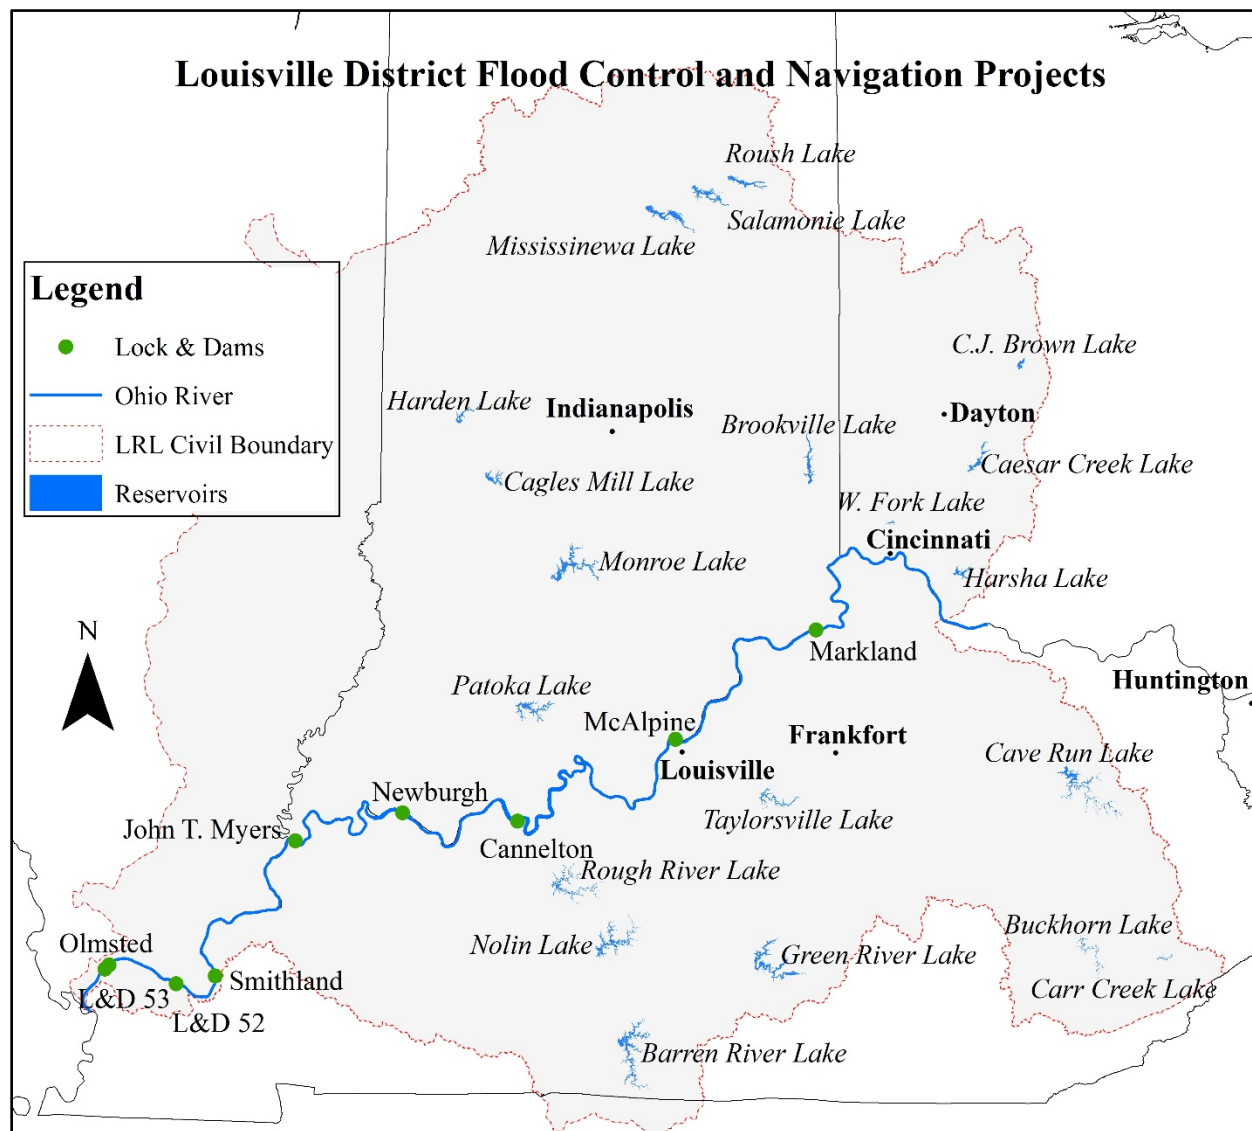 Louisville District Flood Control and Navigation Projects
Roush Lake
Salamonie Lake
Mississinewa Lake
Legend
Lock & Dams
Ohio River
LRL Civil Boundary
Reservoirs
C.J. Brown Lake
Harden Lake
Indianapolis
Brookville Lake
Dayton
Cagles Mill Lake
Caesar Creek Lake
W. Fork Lake
Cincinnati
Monroe Lake
Harsha Lake
N
Markland
Huntington
Patoka Lake
McAlpine
Louisville
Frankfort
Cave Run Lake
Newburgh
John T. Myers
Cannelton
Taylorsville Lake
Rough River Lake
Nolin Lake
Green River Lake
Buckhorn Lake
Carr Creek Lake
Olmsted
L&D 53
Smithland
L&D 52
Barren River Lake